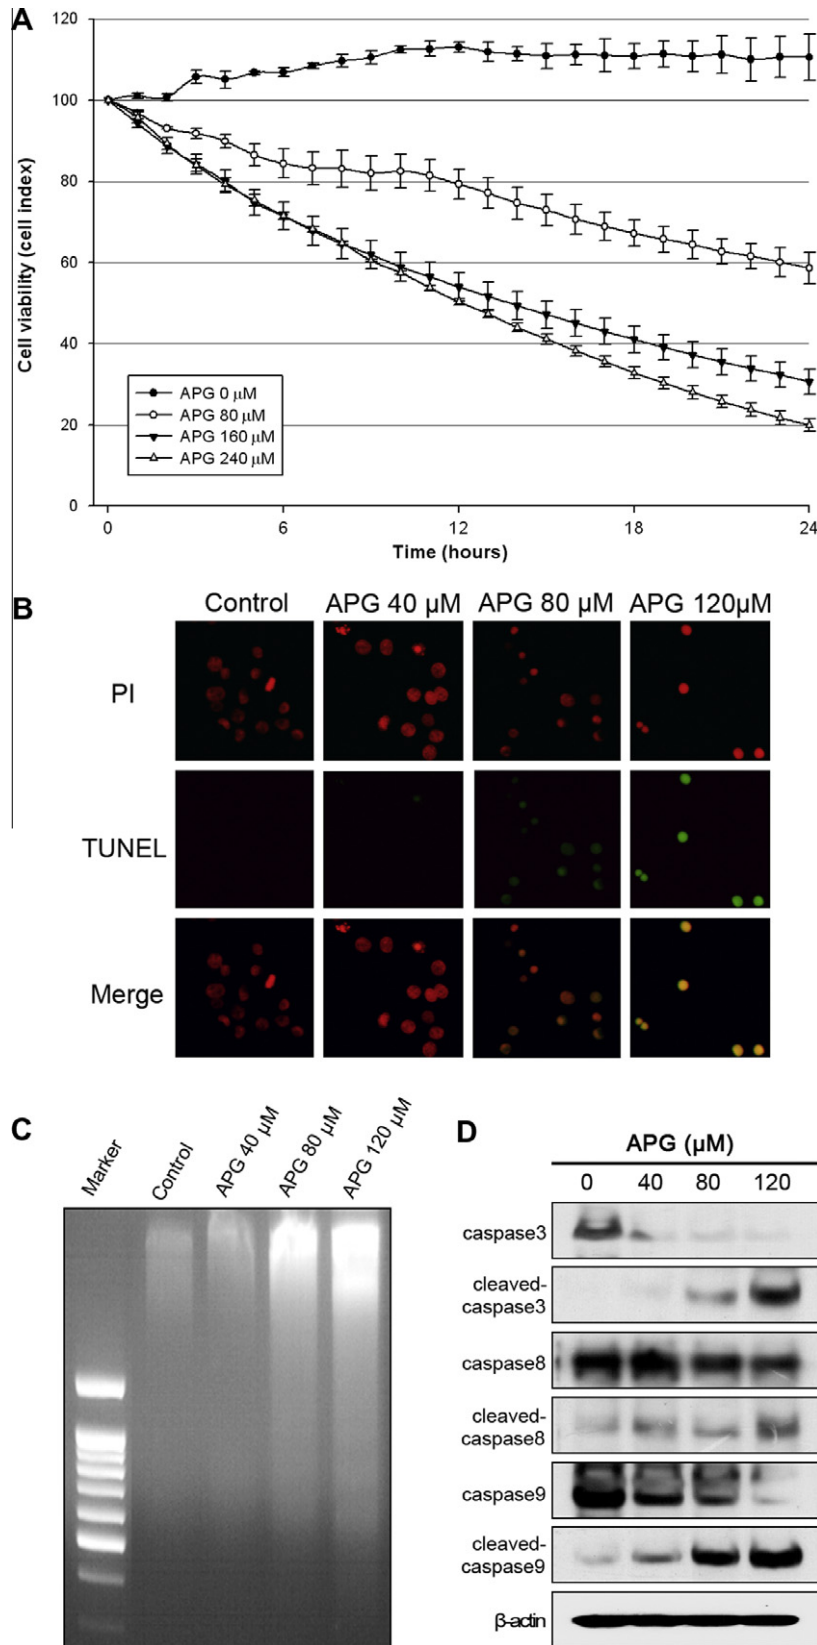 A
120
100
80
60
40
20
0
Cell viability (cell index)
APG 0 μM
APG 80 μM
APG 160 μM
APG 240 μM
0 6 12 18 24
Time (hours)
B
Control APG 40 μM APG 80 μM APG 120μM
PI
TUNEL
Merge
C
Marker
Control
APG 40 μM
APG 80 μM
APG 120 μM
D
APG (μM)
0 40 80 120
caspase3
cleaved-
caspase3
caspase8
cleaved-
caspase8
caspase9
cleaved-
caspase9
β-actin